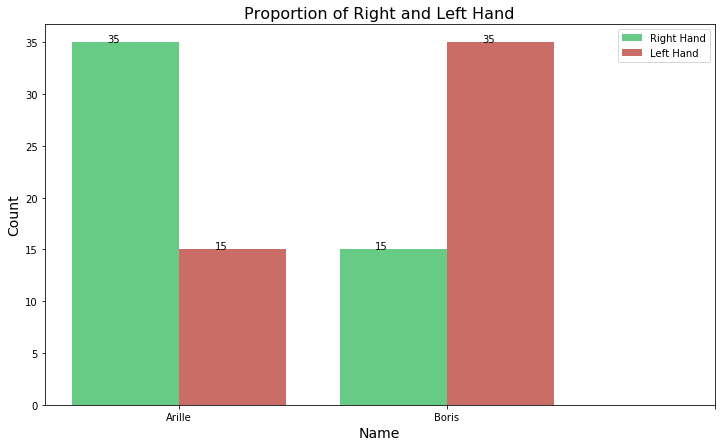 Proportion of Right and Left Hand
Right Hand
Left Hand
35
15
15
35
35
30
25
20
15
10
5
0
Count
Arille
Boris
Name